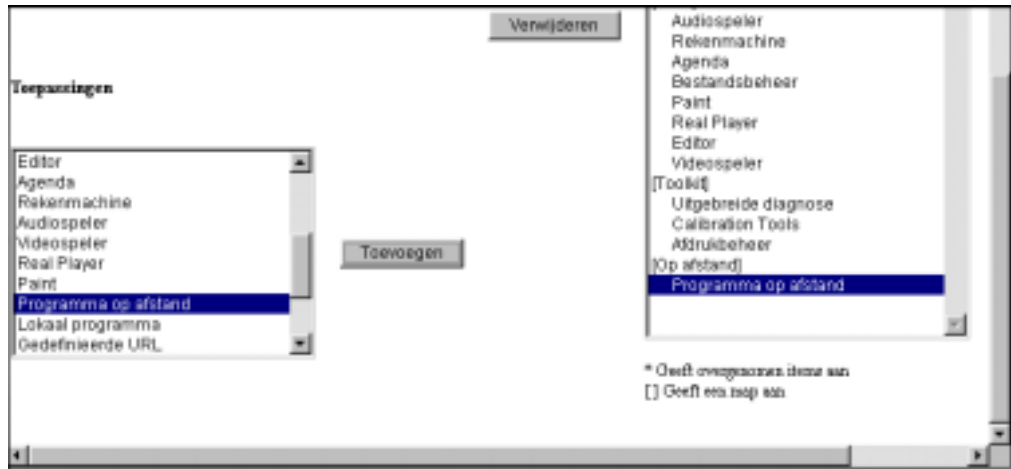 Verwijderen
Toepassingen
Editor
Agenda
Rekenmachine
Audiospeler
Videospeler
Real Player
Paint
Programma op afstand
Lokaal programma
Gedefinieerde URL
Toevoegen
Audiospeler
Rekenmachine
Agenda
Bestandsbeheer
Paint
Real Player
Editor
Videospeler
[Toolkit]
Uitgebreide diagnose
Calibration Tools
Afdrukbeheer
[Op afstand]
Programma op afstand
* Geeft overgenomen items aan
[ ] Geeft een map aan